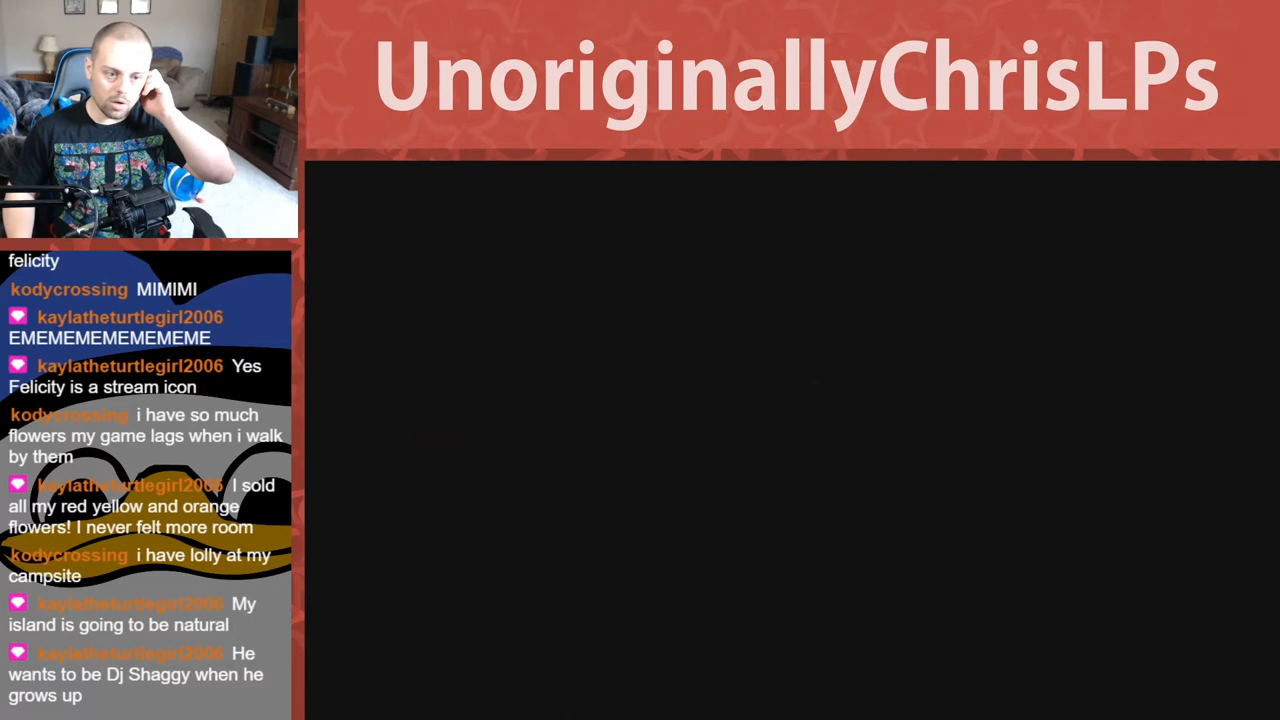 UnoriginallyChrisLPs
felicity
kodycrossing MIMIMI
kaylatheturtlegirl2006
EMEMEMEMEMEMEME
kaylatheturtlegirl2006 Yes
Felicity is a stream icon
kodycrossing i have so much
flowers my game lags when i walk
by them
kaylatheturtlegirl2006 I sold
all my red yellow and orange
flowers! I never felt more room
kodycrossing i have lolly at my
campsite
kaylatheturtlegirl2006 My
island is going to be natural
kaylatheturtlegirl2006 He
wants to be Dj Shaggy when he
grows up